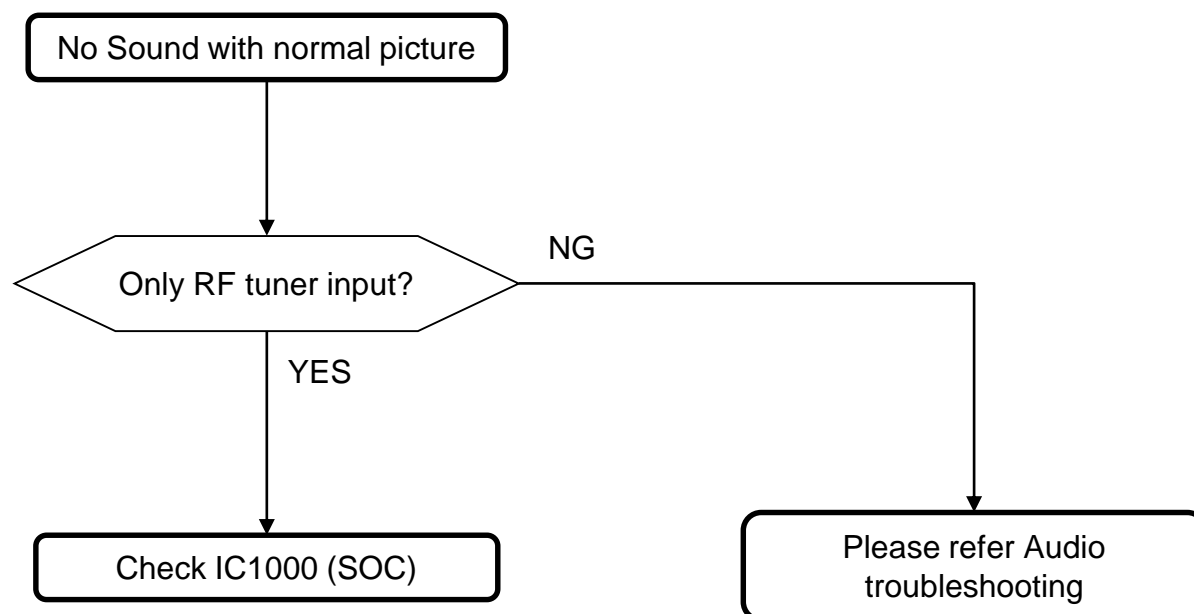 No Sound with normal picture
Only RF tuner input?
NG
YES
Check IC1000 (SOC)
Please refer Audio
troubleshooting